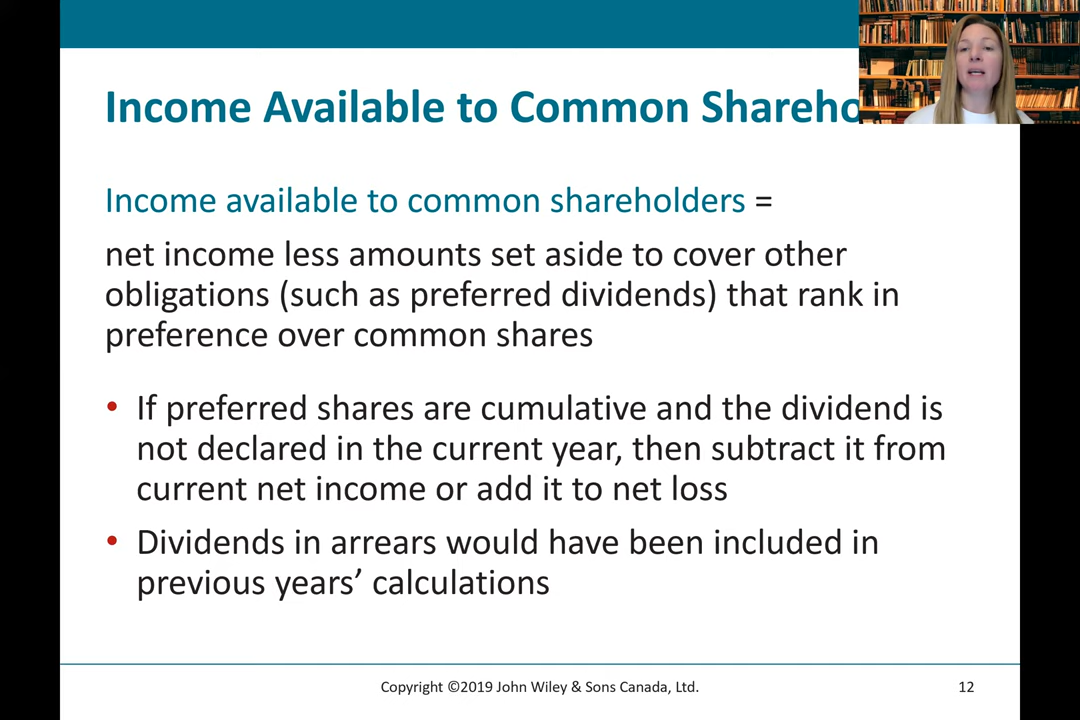 Income Available to Common Shareho
Income available to common shareholders =
net income less amounts set aside to cover other
obligations (such as preferred dividends) that rank in
preference over common shares
• If preferred shares are cumulative and the dividend is
not declared in the current year, then subtract it from
current net income or add it to net loss
• Dividends in arrears would have been included in
previous years’ calculations
Copyright ©2019 John Wiley & Sons Canada, Ltd.
12